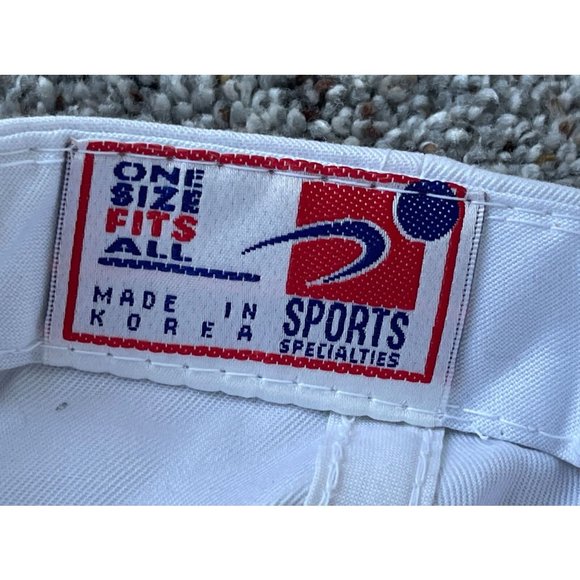 ONE
SIZE
FITS
ALL
MADE IN
KOREA
SPORTS
SPECIALTIES